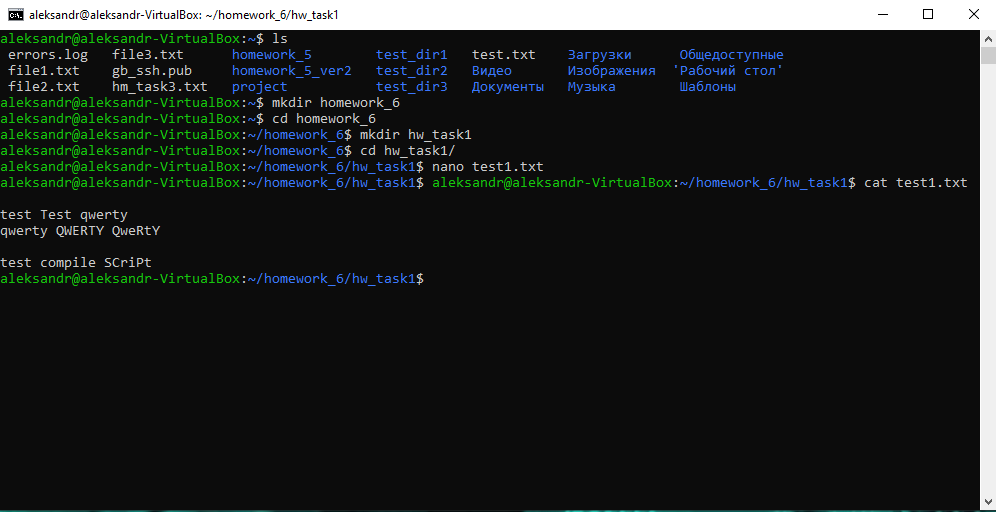 aleksandr@aleksandr-VirtualBox: ~/homework_6/hw_task1
aleksandr@aleksandr-VirtualBox:~$ ls
errors.log file3.txt homework_5 test_dir1 test.txt Загрузки Общедоступные
file1.txt gb_ssh.pub homework_5_ver2 test_dir2 Видео Изображения 'Рабочий стол'
file2.txt hm_task3.txt project test_dir3 Документы Музыка Шаблоны
aleksandr@aleksandr-VirtualBox:~$ mkdir homework_6
aleksandr@aleksandr-VirtualBox:~$ cd homework_6
aleksandr@aleksandr-VirtualBox:~/homework_6$ mkdir hw_task1
aleksandr@aleksandr-VirtualBox:~/homework_6$ cd hw_task1/
aleksandr@aleksandr-VirtualBox:~/homework_6/hw_task1$ nano test1.txt
aleksandr@aleksandr-VirtualBox:~/homework_6/hw_task1$ aleksandr@aleksandr-VirtualBox:~/homework_6/hw_task1$ cat test1.txt
test Test qwerty
qwerty QWERTY QweRtY
test compile SCriPt
aleksandr@aleksandr-VirtualBox:~/homework_6/hw_task1$